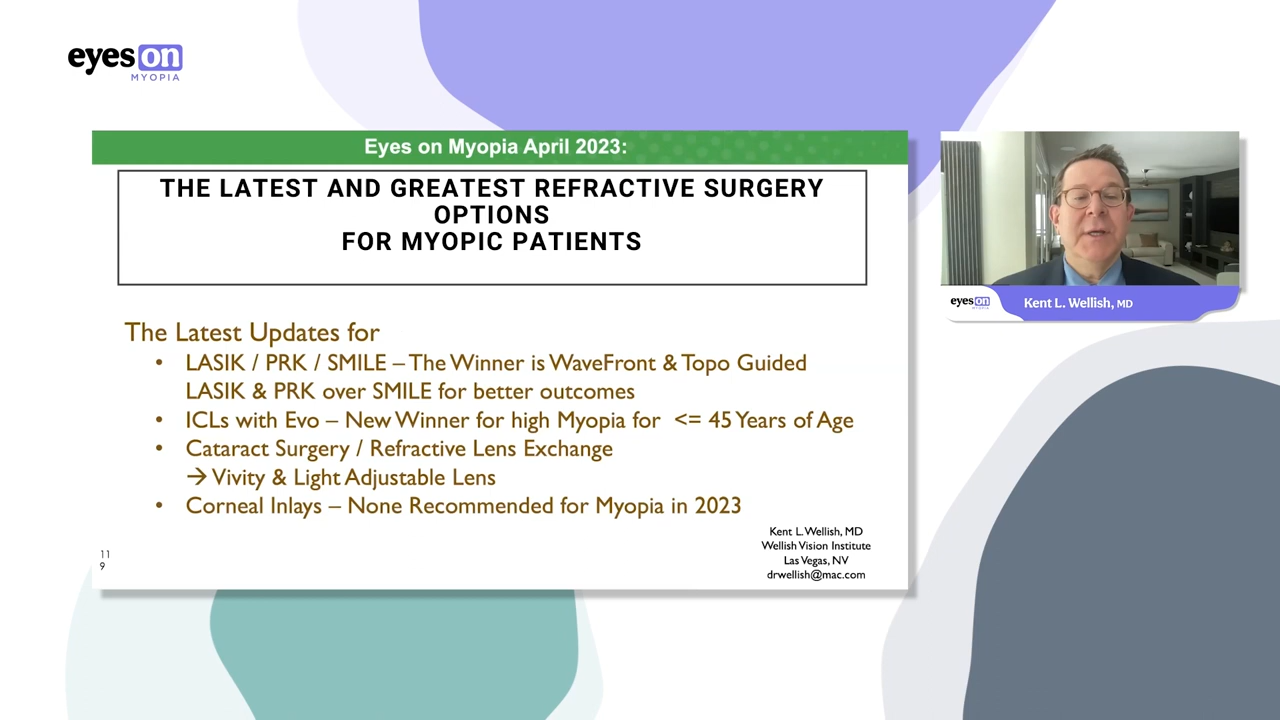 eyes on
MYOPIA
Eyes on Myopia April 2023:
THE LATEST AND GREATEST REFRACTIVE SURGERY
OPTIONS
FOR MYOPIC PATIENTS
The Latest Updates for
• LASIK / PRK / SMILE – The Winner is WaveFront & Topo Guided
LASIK & PRK over SMILE for better outcomes
• ICLs with Evo – New Winner for high Myopia for <= 45 Years of Age
• Cataract Surgery / Refractive Lens Exchange
→ Vivity & Light Adjustable Lens
• Corneal Inlays – None Recommended for Myopia in 2023
Kent L. Wellish, MD
Wellish Vision Institute
Las Vegas, NV
drwellish@mac.com
11
9
eyes on
MYOPIA
Kent L. Wellish, MD